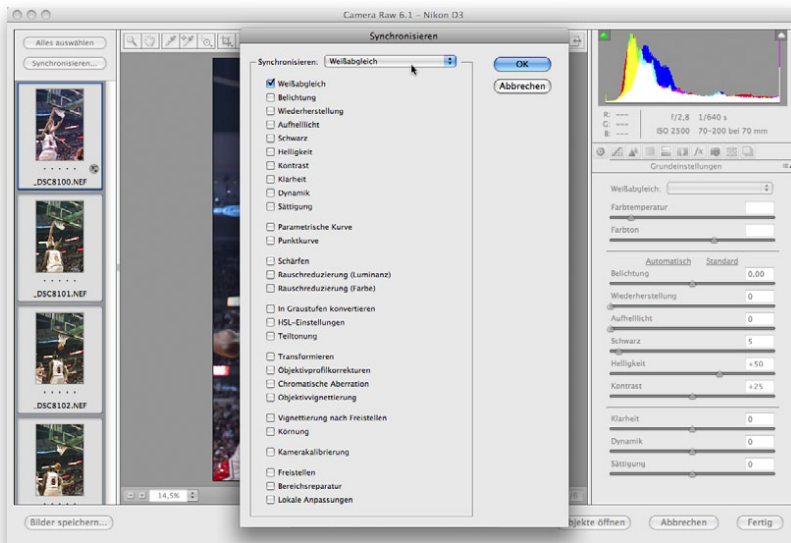 Camera Raw 6.1 - Nikon D3
Alles auswählen
Synchronisieren...
_DSC8100.NEF
_DSC8101.NEF
_DSC8102.NEF
14,5%
Bilder speichern...
Synchronisieren
Synchronisieren: Weißabgleich
Weißabgleich
Belichtung
Wiederherstellung
Aufhelllicht
Schwarz
Helligkeit
Kontrast
Klarheit
Dynamik
Sättigung
Parametrische Kurve
Punktkurve
Schärfen
Rauschreduzierung (Luminanz)
Rauschreduzierung (Farbe)
In Graustufen konvertieren
HSL-Einstellungen
Teiltonung
Transformieren
Objektivprofilkorrekturen
Chromatische Aberration
Objektivvignettierung
Vignettierung nach Freistellen
Körnung
Kamerakalibrierung
Freistellen
Bereichsreparatur
Lokale Anpassungen
OK
Abbrechen
R: ---
G: ---
B: ---
f/2,8 1/640 s
ISO 2500 70-200 bei 70 mm
Grundeinstellungen
Weißabgleich:
Farbtemperatur
Farbton
Automatisch Standard
Belichtung 0,00
Wiederherstellung 0
Aufhelllicht 0
Schwarz 5
Helligkeit +50
Kontrast +25
Klarheit 0
Dynamik 0
Sättigung 0
bjekte öffnen
Abbrechen
Fertig